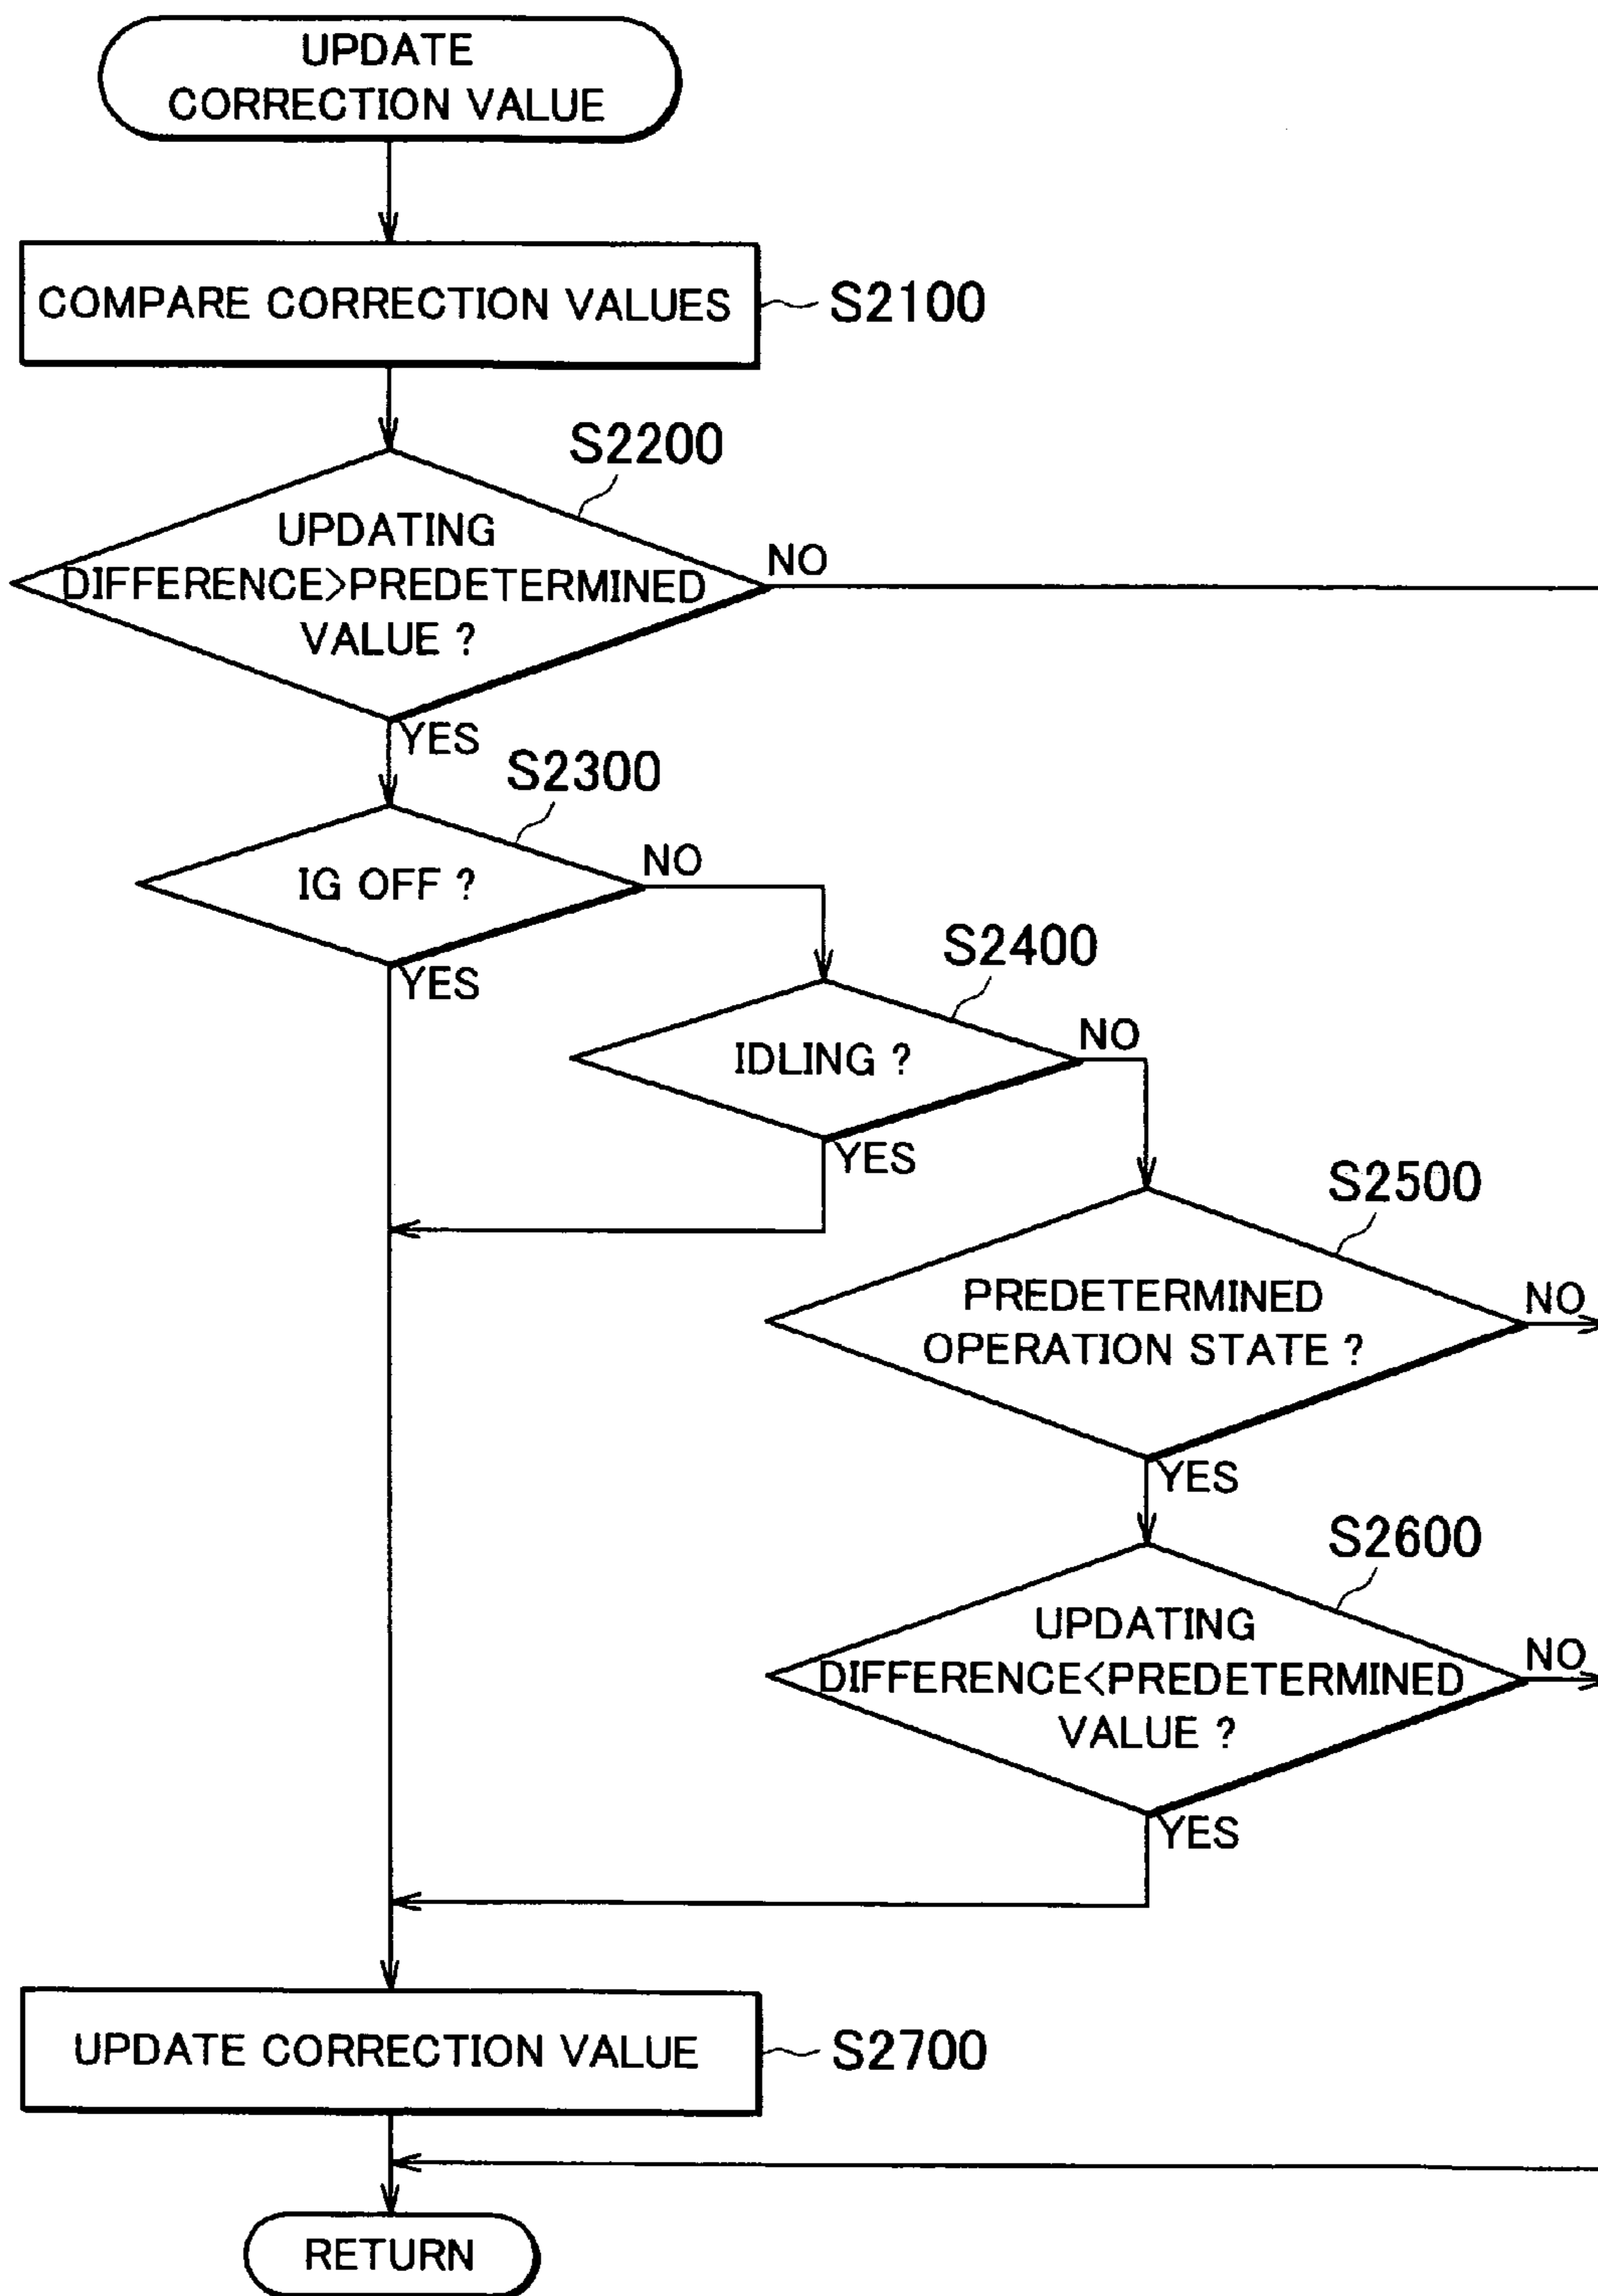 UPDATE
CORRECTION VALUE
COMPARE CORRECTION VALUES
S2100
S2200
UPDATING
DIFFERENCE>PREDETERMINED
VALUE ?
NO
YES
S2300
IG OFF ?
NO
YES
S2400
IDLING ?
NO
YES
S2500
PREDETERMINED
OPERATION STATE ?
NO
YES
S2600
UPDATING
DIFFERENCE<PREDETERMINED
VALUE ?
NO
YES
UPDATE CORRECTION VALUE
S2700
RETURN